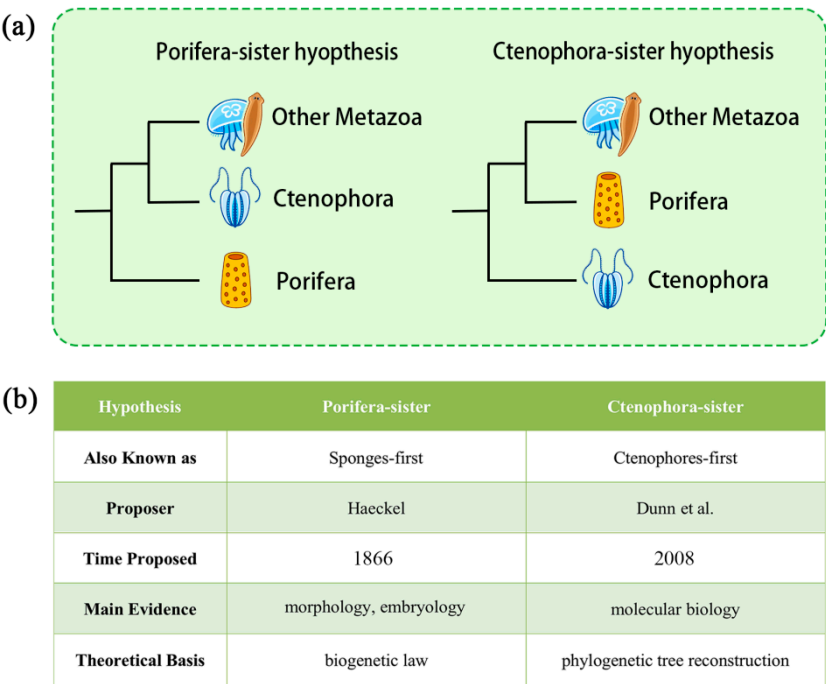 (a)
Porifera-sister hyopthesis
Ctenophora-sister hyopthesis
Other Metazoa
Other Metazoa
Ctenophora
Porifera
Porifera
Ctenophora
(b)
Hypothesis Porifera-sister Ctenophora-sister
Also Known as Sponges-first Ctenophores-first
Proposer Haeckel Dunn et al.
Time Proposed 1866 2008
Main Evidence morphology, embryology molecular biology
Theoretical Basis biogenetic law phylogenetic tree reconstruction